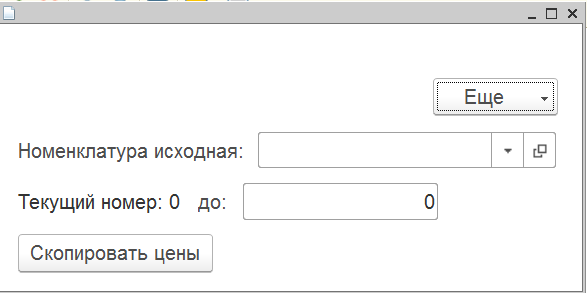 Еще
Номенклатура исходная:
Текущий номер: 0 до: 0
Скопировать цены